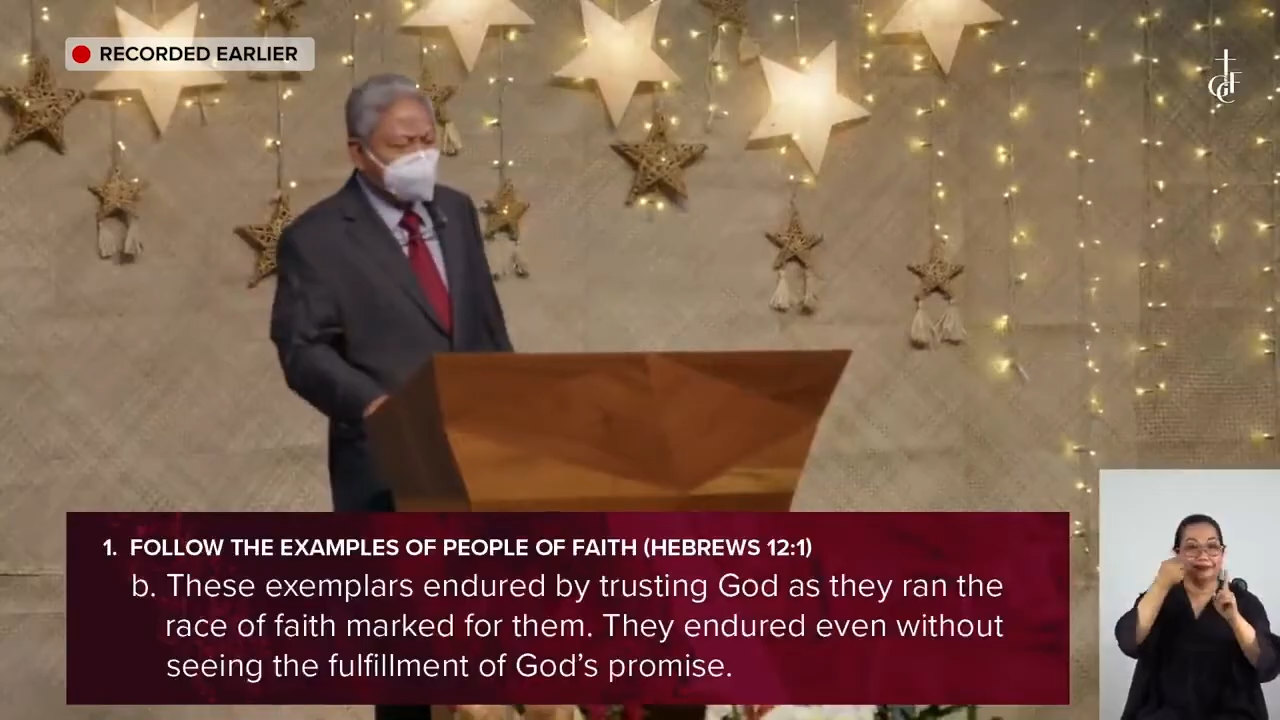 RECORDED EARLIER
1. FOLLOW THE EXAMPLES OF PEOPLE OF FAITH (HEBREWS 12:1)
b. These exemplars endured by trusting God as they ran the
race of faith marked for them. They endured even without
seeing the fulfillment of God’s promise.